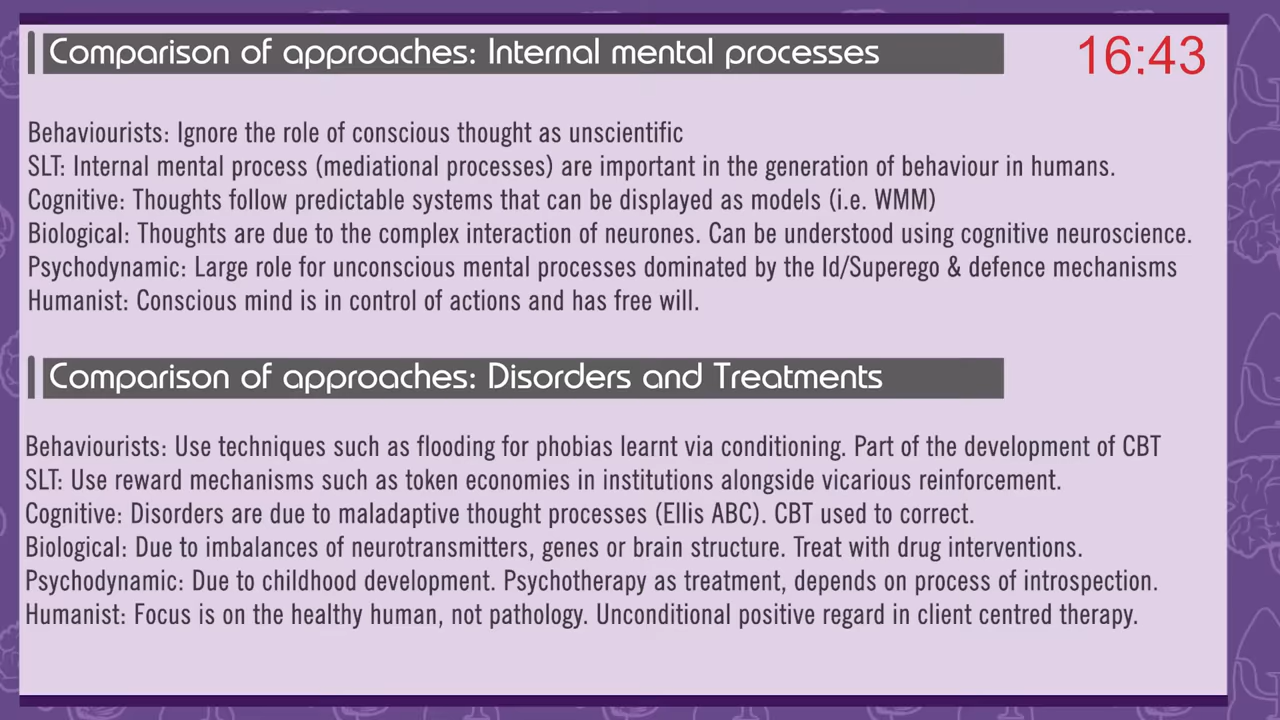 Comparison of approaches: Internal mental processes
16:43
Behaviourists: Ignore the role of conscious thought as unscientific
SLT: Internal mental process (mediational processes) are important in the generation of behaviour in humans.
Cognitive: Thoughts follow predictable systems that can be displayed as models (i.e. WMM)
Biological: Thoughts are due to the complex interaction of neurones. Can be understood using cognitive neuroscience.
Psychodynamic: Large role for unconscious mental processes dominated by the Id/Superego & defence mechanisms
Humanist: Conscious mind is in control of actions and has free will.
Comparison of approaches: Disorders and Treatments
Behaviourists: Use techniques such as flooding for phobias learnt via conditioning. Part of the development of CBT
SLT: Use reward mechanisms such as token economies in institutions alongside vicarious reinforcement.
Cognitive: Disorders are due to maladaptive thought processes (Ellis ABC). CBT used to correct.
Biological: Due to imbalances of neurotransmitters, genes or brain structure. Treat with drug interventions.
Psychodynamic: Due to childhood development. Psychotherapy as treatment, depends on process of introspection.
Humanist: Focus is on the healthy human, not pathology. Unconditional positive regard in client centred therapy.